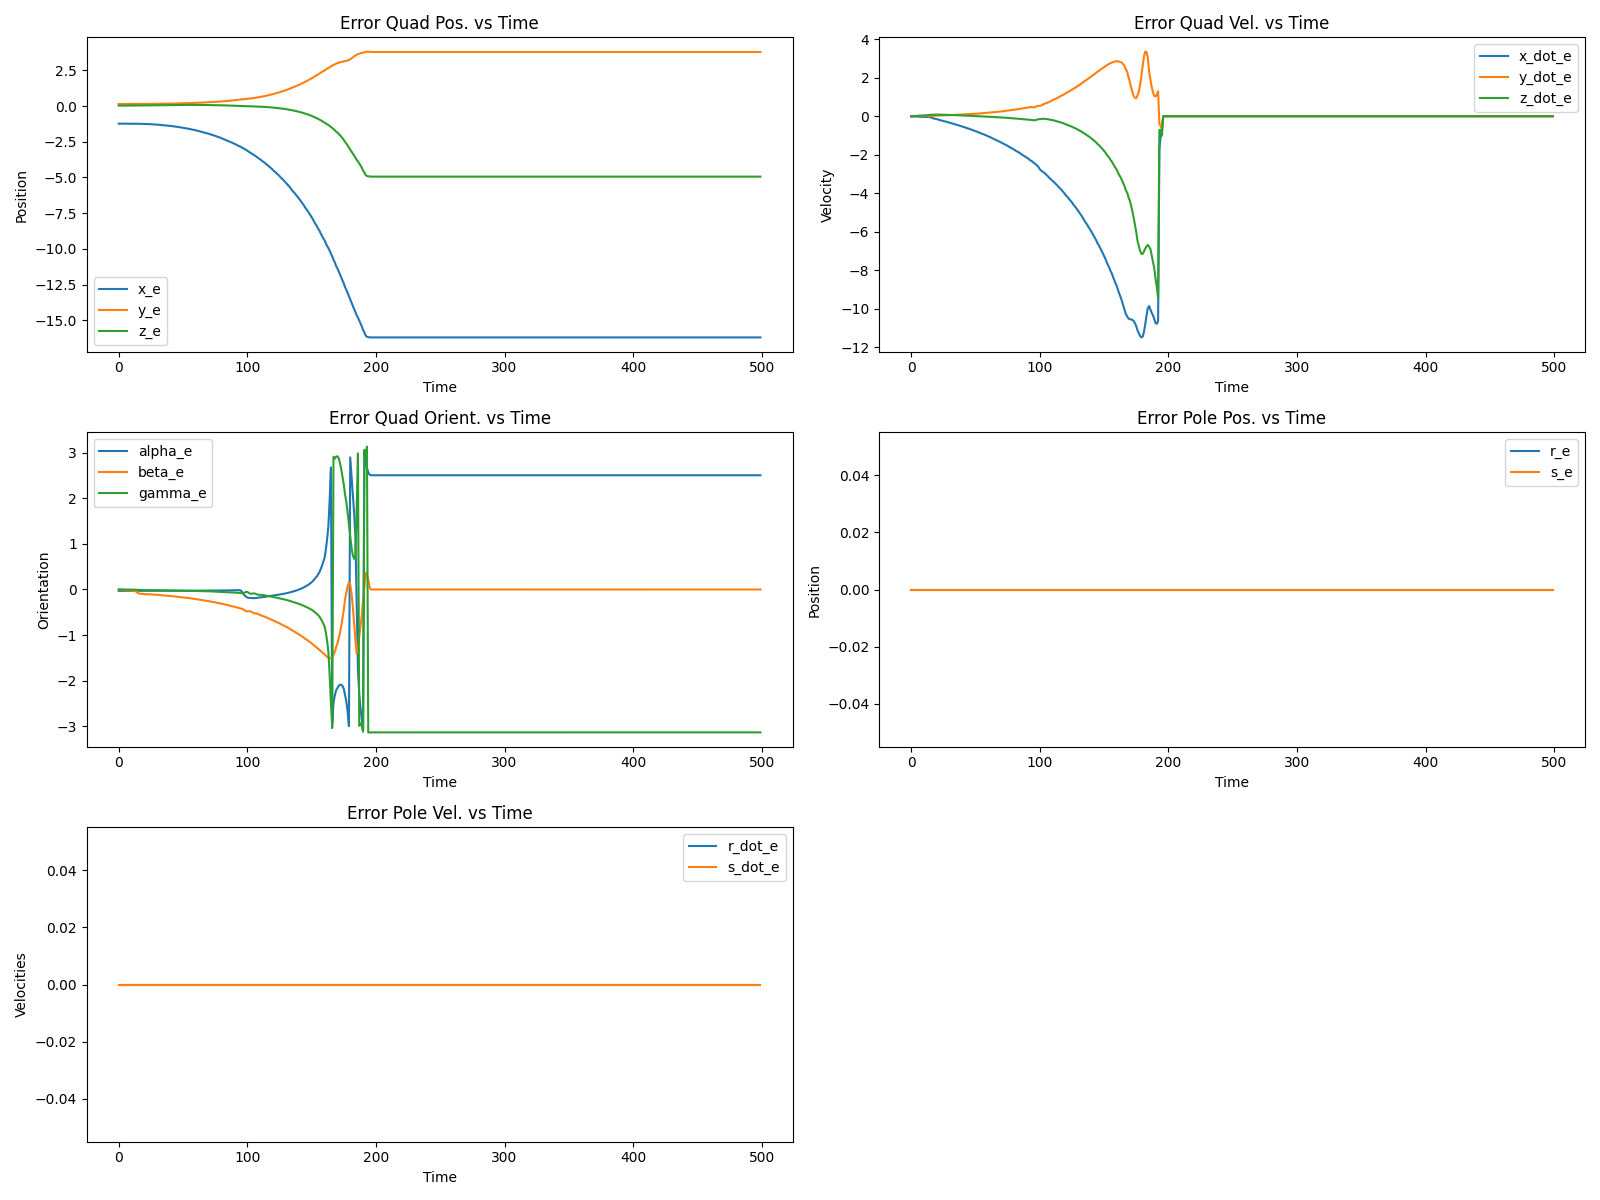 Error Quad Pos. vs Time
Position
2.5
0.0
−2.5
−5.0
−7.5
−10.0
−12.5
−15.0
x_e
y_e
z_e
0 100 200 300 400 500
Time
Error Quad Vel. vs Time
Velocity
4
2
0
−2
−4
−6
−8
−10
−12
x_dot_e
y_dot_e
z_dot_e
0 100 200 300 400 500
Time
Error Quad Orient. vs Time
Orientation
3
2
1
0
−1
−2
−3
alpha_e
beta_e
gamma_e
0 100 200 300 400 500
Time
Error Pole Pos. vs Time
Position
0.04
0.02
0.00
−0.02
−0.04
r_e
s_e
0 100 200 300 400 500
Time
Error Pole Vel. vs Time
Velocities
0.04
0.02
0.00
−0.02
−0.04
r_dot_e
s_dot_e
0 100 200 300 400 500
Time